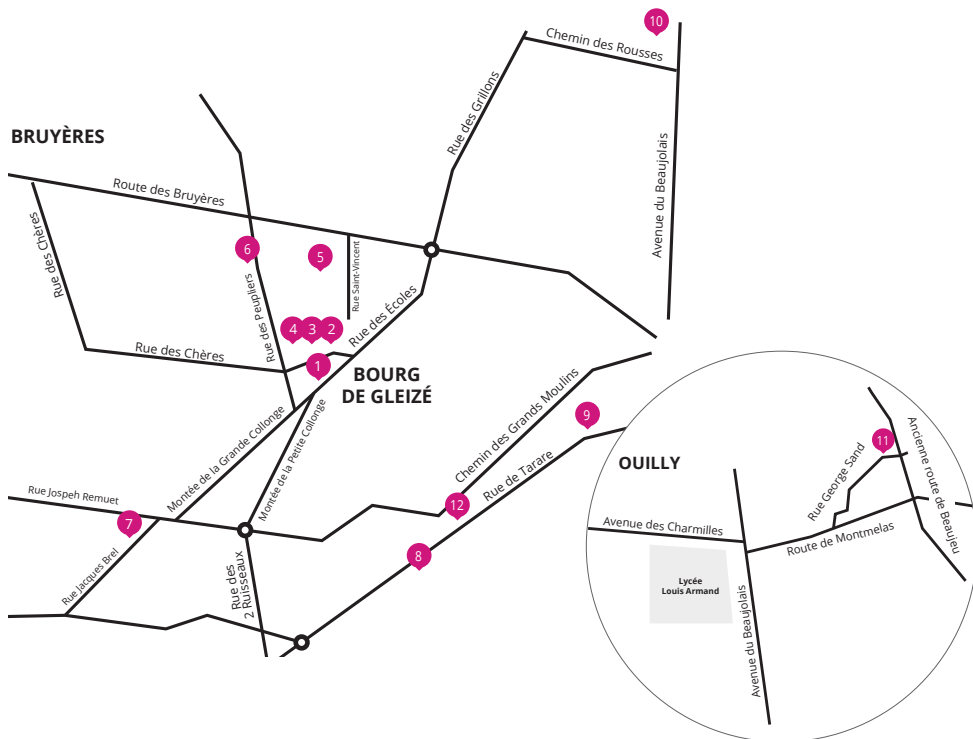 10
Chemin des Rousses
Rue des Grillons
BRUYÈRES
Route des Bruyères
Avenue du Beaujolais
Rue des Chères
6
5
Rue Saint-Vincent
Rue des Peupliers
4
3
2
Rue des Écoles
Rue des Chères
1
BOURG
DE GLEIZÉ
Montée de la Grande Collonge
Montée de la Petite Collonge
Chemin des Grands Moulins
9
Rue de Tarare
Rue Jospeh Remuet
7
12
8
Rue Jacques Brel
Rue des
2 Ruisseaux
OUILLY
11
Rue George Sand
Ancienne route de Beaujeu
Avenue des Charmilles
Route de Montmelas
Lycée
Louis Armand
Avenue du Beaujolais